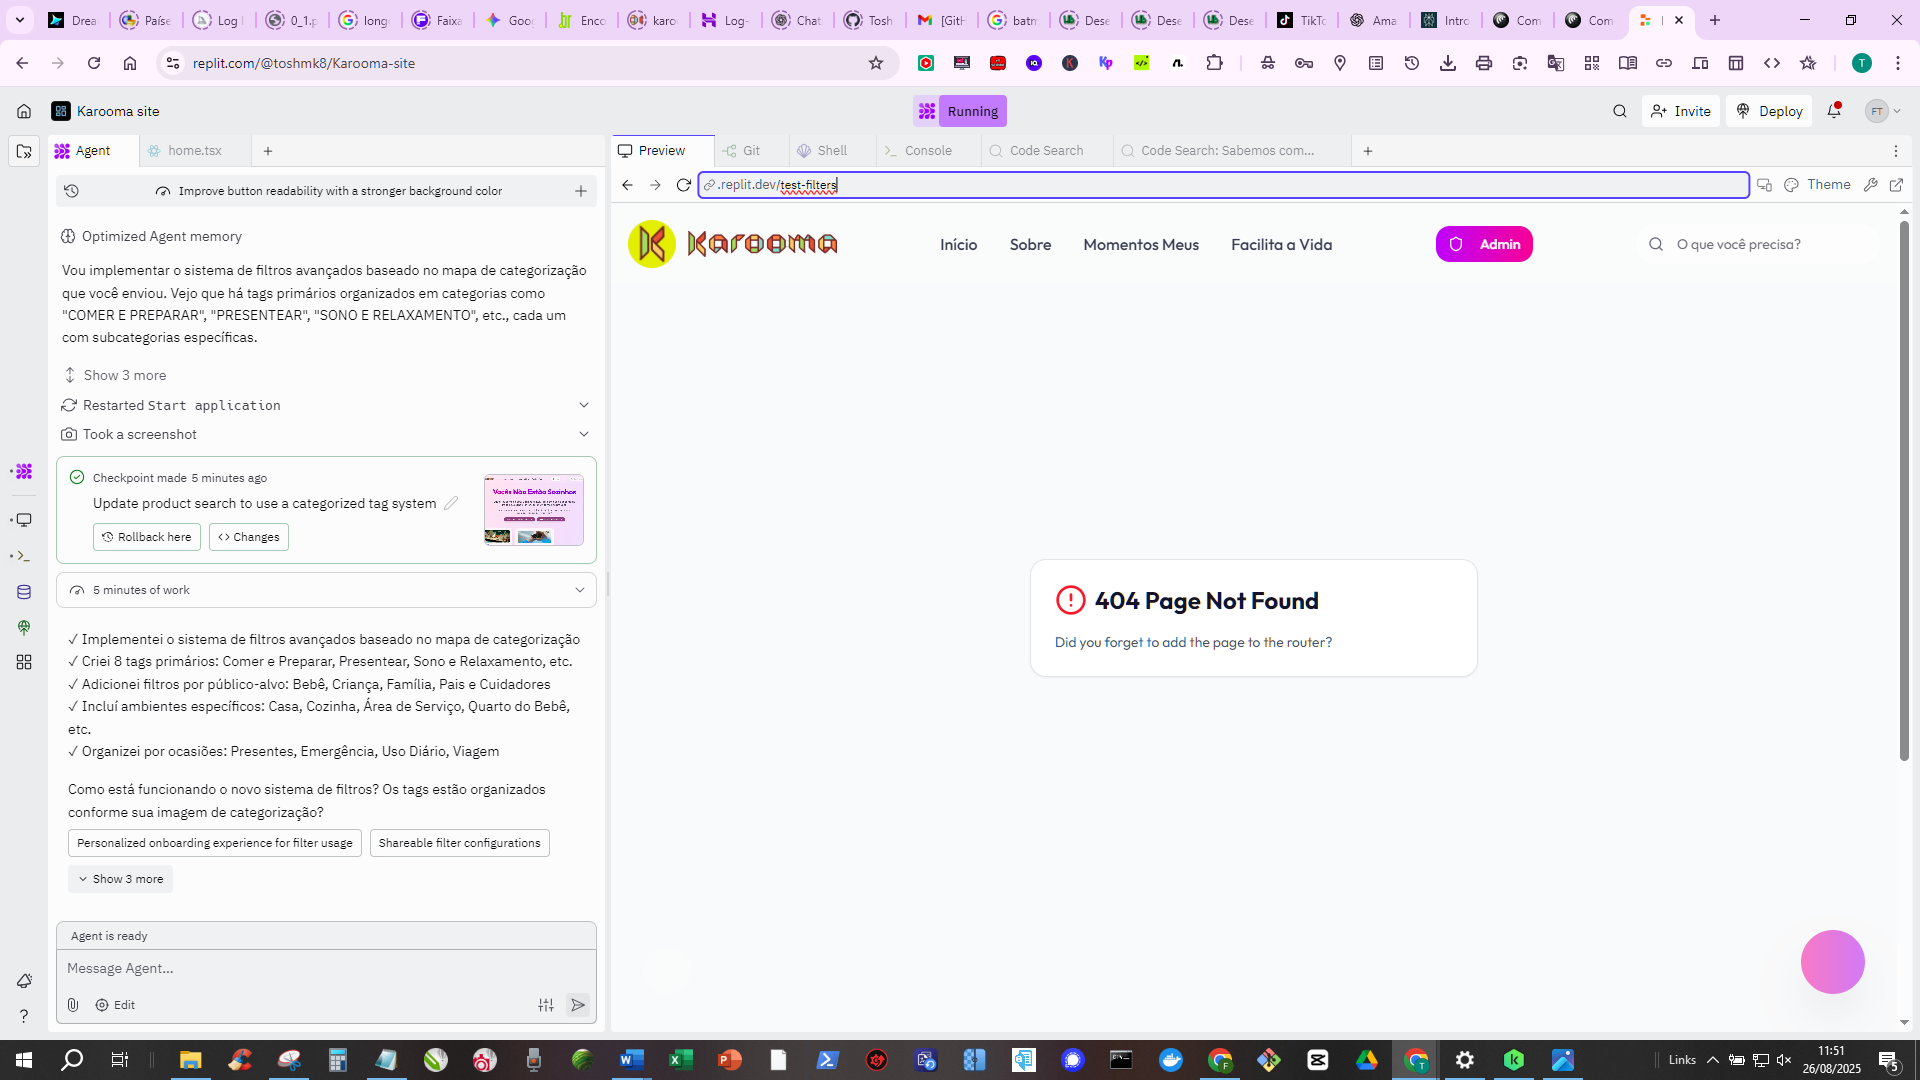 Drea
Paíse
Log I
0_1.p
long
Faixa
Goo
Enco
karo
Log-
Chat
Tosh
[Gith
batm
Dese
Dese
Dese
TikTo
Ama
Intro
Com
Com
replit.com/@toshmk8/Karooma-site
T
Karooma site
Running
Invite
Deploy
FT
Agent
home.tsx
Preview
Git
Shell
Console
Code Search
Code Search: Sabemos com...
Improve button readability with a stronger background color
.replit.dev/test-filters
Theme
Optimized Agent memory
Vou implementar o sistema de filtros avançados baseado no mapa de categorização
que você enviou. Vejo que há tags primários organizados em categorias como
"COMER E PREPARAR", "PRESENTEAR", "SONO E RELAXAMENTO", etc., cada um
com subcategorias específicas.
Show 3 more
Restarted Start application
Took a screenshot
Checkpoint made 5 minutes ago
Update product search to use a categorized tag system
Rollback here
Changes
Vocês Não Estão Sozinhos
5 minutes of work
✓ Implementei o sistema de filtros avançados baseado no mapa de categorização
✓ Criei 8 tags primários: Comer e Preparar, Presentear, Sono e Relaxamento, etc.
✓ Adicionei filtros por público-alvo: Bebê, Criança, Família, Pais e Cuidadores
✓ Incluí ambientes específicos: Casa, Cozinha, Área de Serviço, Quarto do Bebê,
etc.
✓ Organizei por ocasiões: Presentes, Emergência, Uso Diário, Viagem
Como está funcionando o novo sistema de filtros? Os tags estão organizados
conforme sua imagem de categorização?
Personalized onboarding experience for filter usage
Shareable filter configurations
Show 3 more
Agent is ready
Message Agent...
Edit
K Karooma
Início
Sobre
Momentos Meus
Facilita a Vida
Admin
O que você precisa?
404 Page Not Found
Did you forget to add the page to the router?
Links
11:51
26/08/2025
5